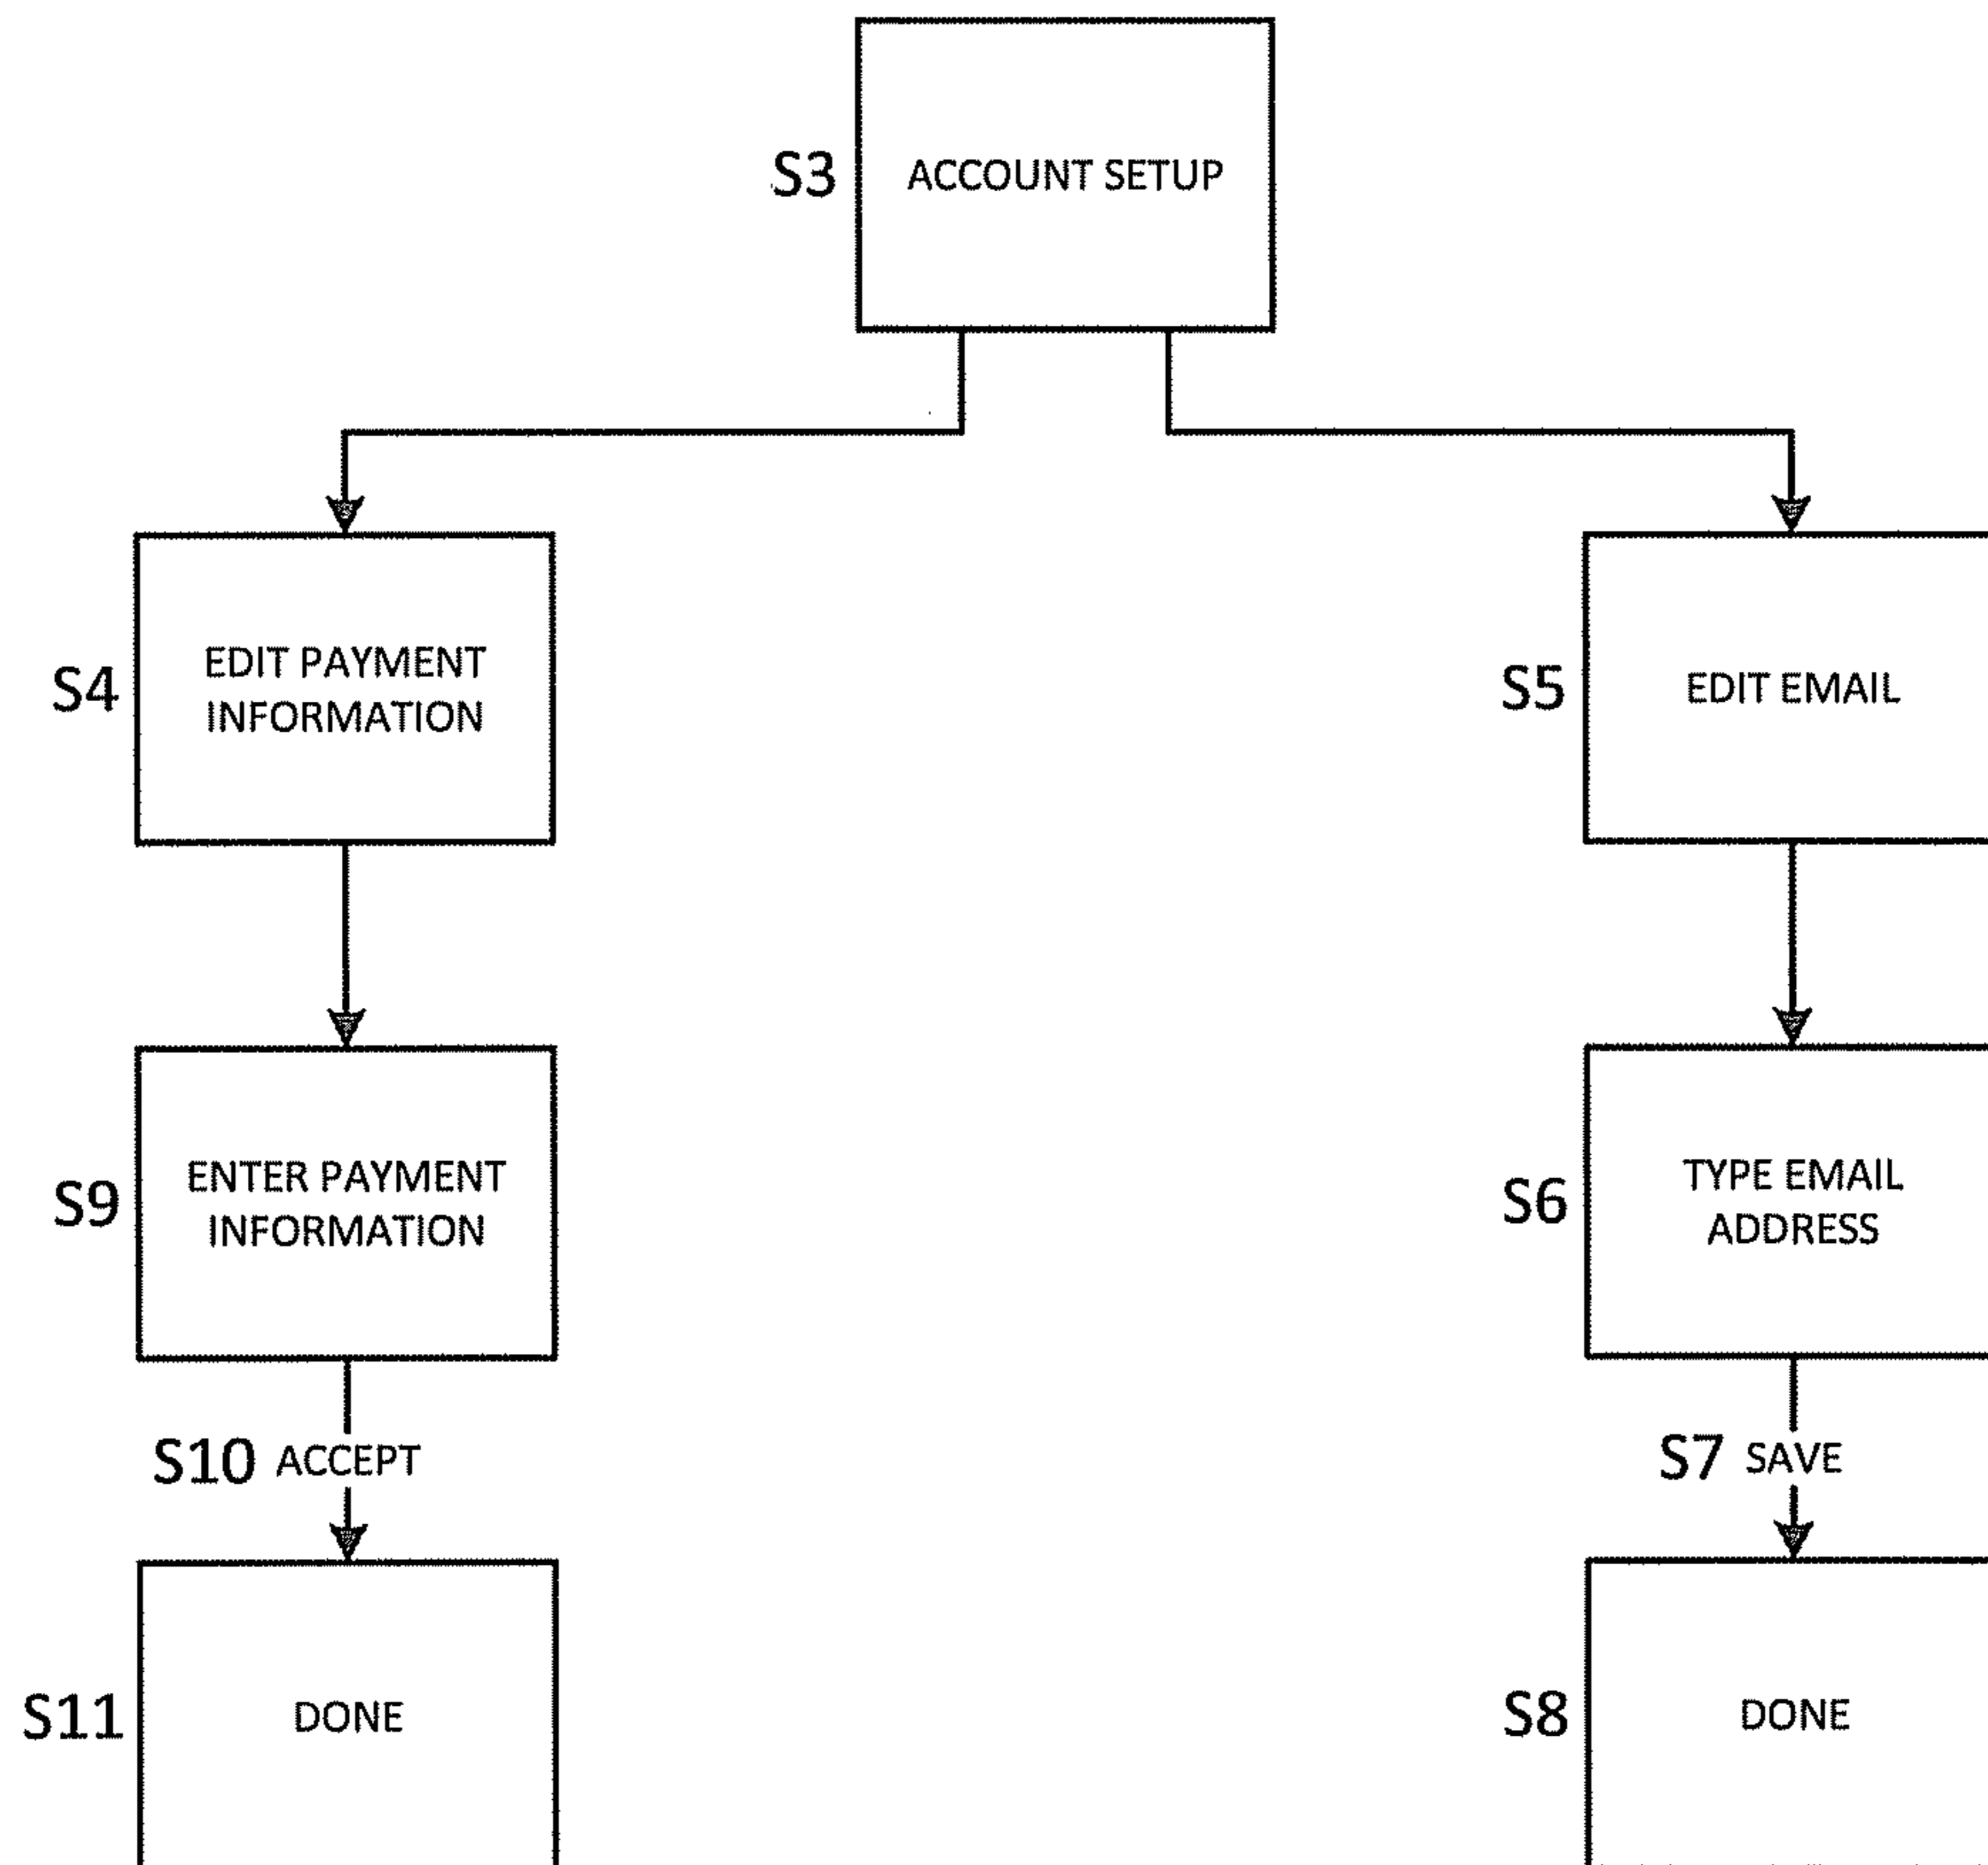 S3 ACCOUNT SETUP
S4 EDIT PAYMENT
INFORMATION
S5 EDIT EMAIL
S9 ENTER PAYMENT
INFORMATION
S6 TYPE EMAIL
ADDRESS
S10 ACCEPT
S7 SAVE
S11 DONE
S8 DONE